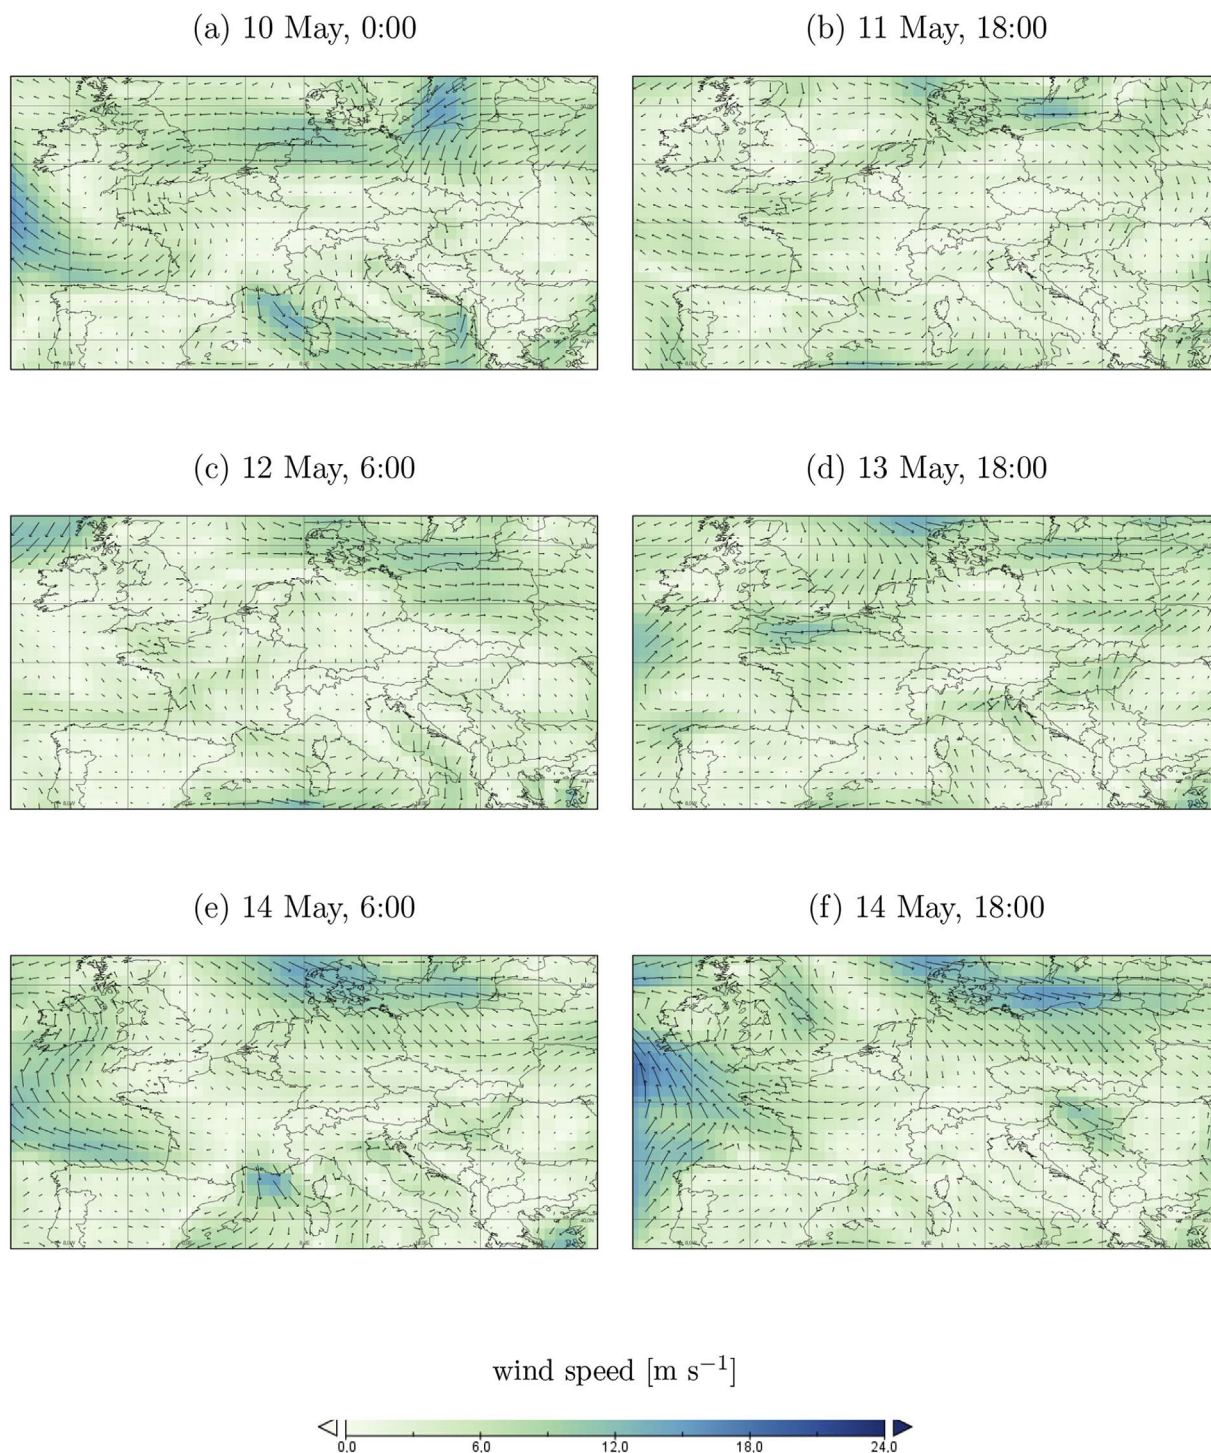 (a) 10 May, 0:00
(b) 11 May, 18:00
(c) 12 May, 6:00
(d) 13 May, 18:00
(e) 14 May, 6:00
(f) 14 May, 18:00
wind speed [m s⁻¹]
0.0 6.0 12.0 18.0 24.0